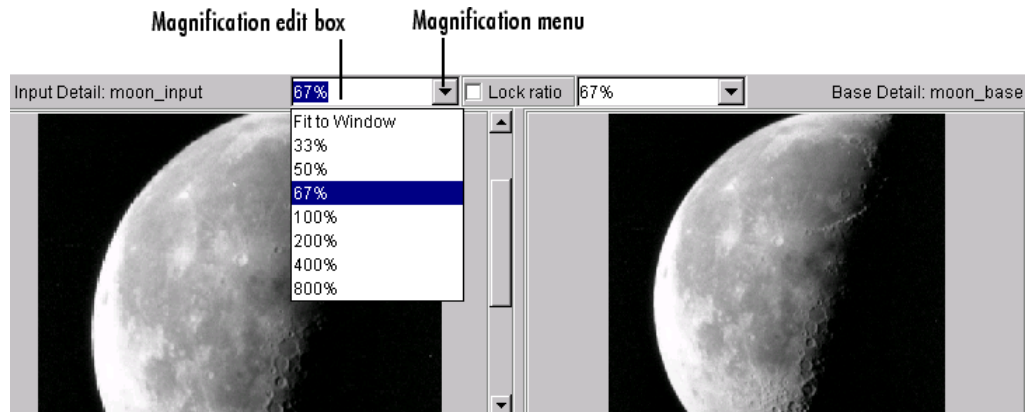 Magnification edit box
Magnification menu
Input Detail: moon_input
67%
Lock ratio
67%
Base Detail: moon_base
Fit to Window
33%
50%
67%
100%
200%
400%
800%